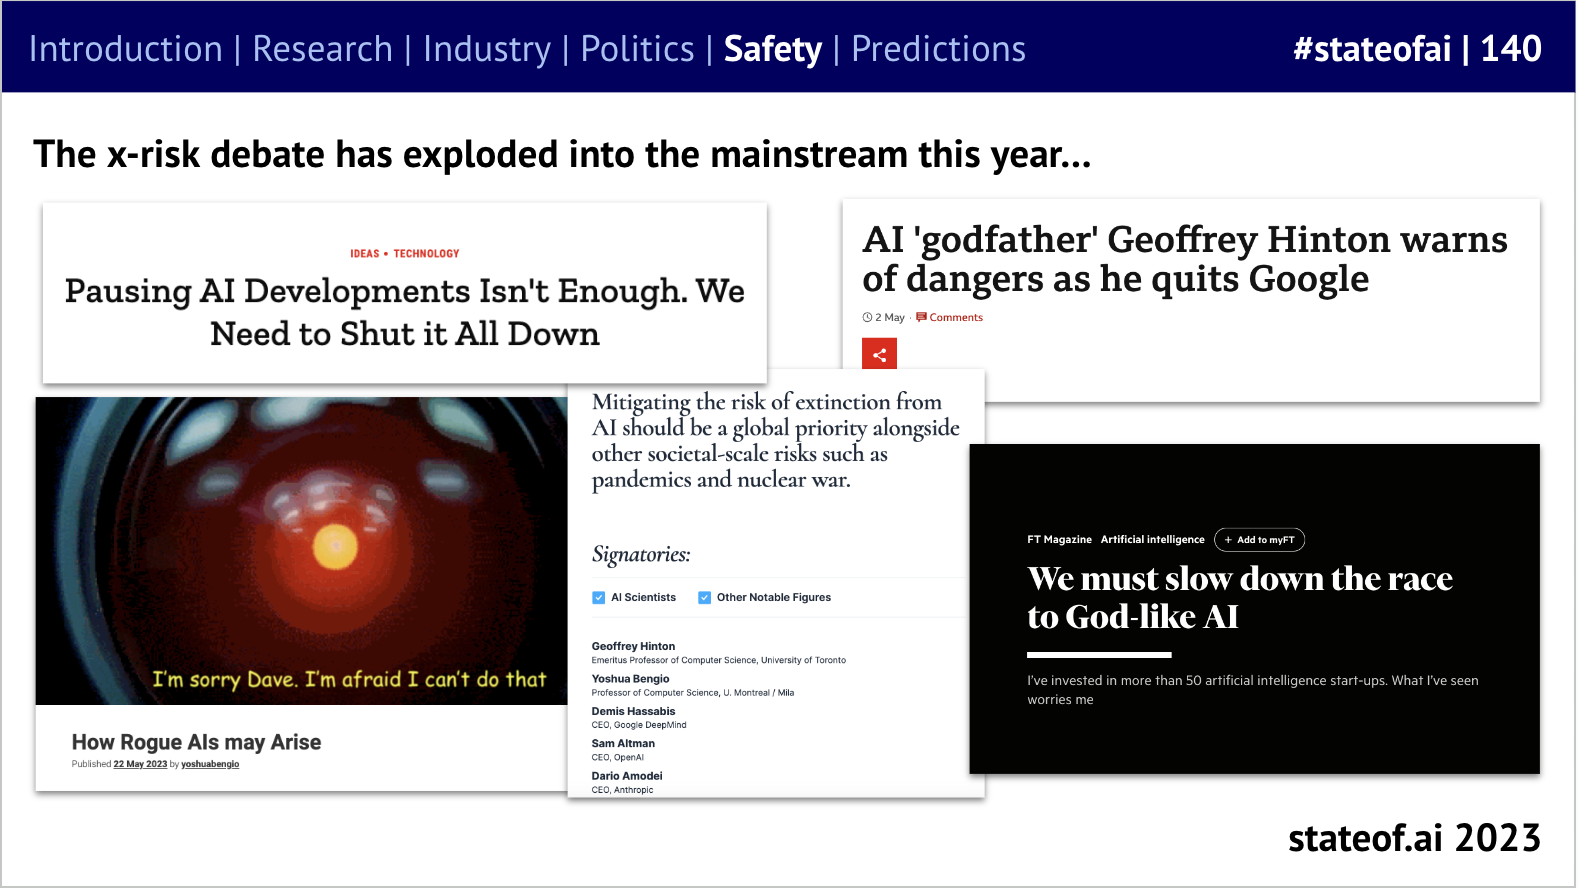 Introduction | Research | Industry | Politics | Safety | Predictions
#stateofai | 140
The x-risk debate has exploded into the mainstream this year...
IDEAS • TECHNOLOGY
Pausing AI Developments Isn't Enough. We
Need to Shut it All Down
AI 'godfather' Geoffrey Hinton warns
of dangers as he quits Google
2 May · Comments
I'm sorry Dave. I'm afraid I can't do that
How Rogue AIs may Arise
Published 22 May 2023 by yoshuabengio
Mitigating the risk of extinction from
AI should be a global priority alongside
other societal-scale risks such as
pandemics and nuclear war.
Signatories:
AI Scientists Other Notable Figures
Geoffrey Hinton
Emeritus Professor of Computer Science, University of Toronto
Yoshua Bengio
Professor of Computer Science, U. Montreal / Mila
Demis Hassabis
CEO, Google DeepMind
Sam Altman
CEO, OpenAI
Dario Amodei
CEO, Anthropic
FT Magazine Artificial intelligence + Add to myFT
We must slow down the race
to God-like AI
I've invested in more than 50 artificial intelligence start-ups. What I've seen
worries me
stateof.ai 2023